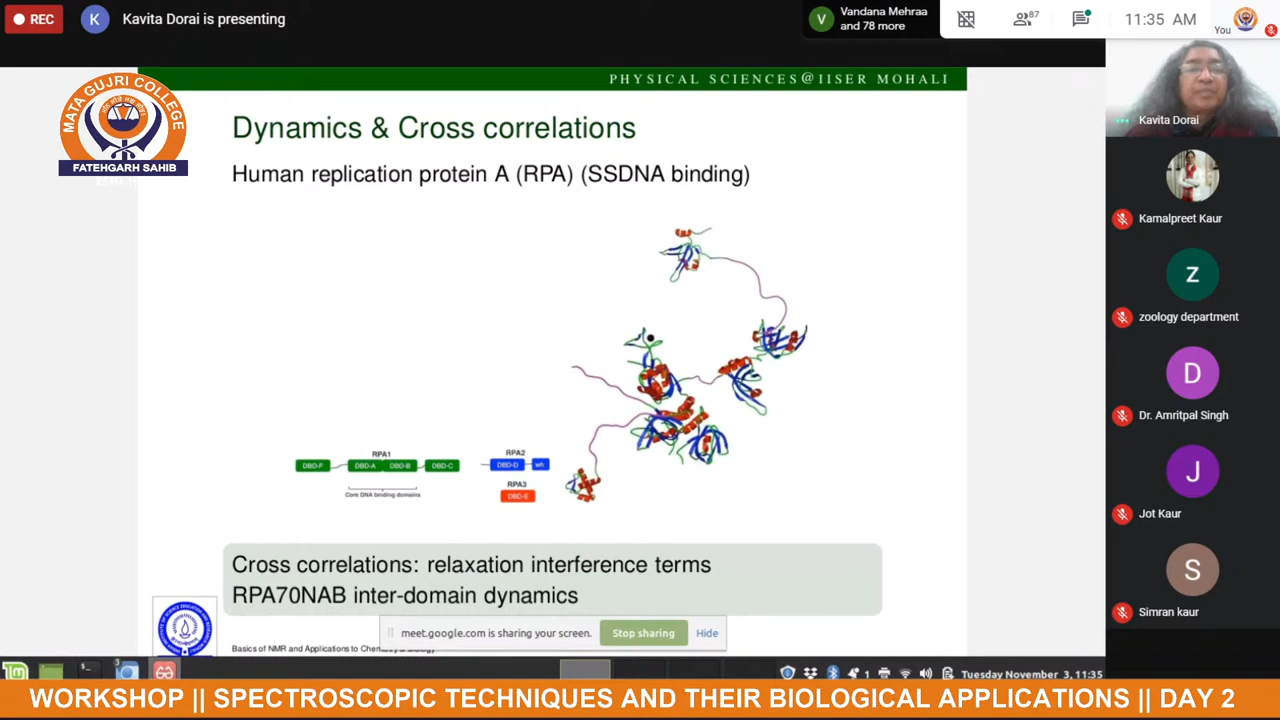 REC
K
Kavita Dorai is presenting
V
Vandana Mehraa
and 78 more
87
11:35 AM
You
PHYSICAL SCIENCES@IISER MOHALI
MATA GUJRI COLLEGE
FATEHGARH SAHIB
Dynamics & Cross correlations
Human replication protein A (RPA) (SSDNA binding)
RPA1
DBD-F
DBD-A
DBD-B
DBD-C
Core DNA binding domains
RPA2
DBD-D
wh
RPA3
DBD-E
Cross correlations: relaxation interference terms
RPA70NAB inter-domain dynamics
meet.google.com is sharing your screen.
Stop sharing
Hide
Basics of NMR and Applications to Chemistry & Biology
Kavita Dorai
Kamalpreet Kaur
z
zoology department
D
Dr. Amritpal Singh
J
Jot Kaur
S
Simran kaur
3
1
Tuesday November 3, 11:35
WORKSHOP || SPECTROSCOPIC TECHNIQUES AND THEIR BIOLOGICAL APPLICATIONS || DAY 2